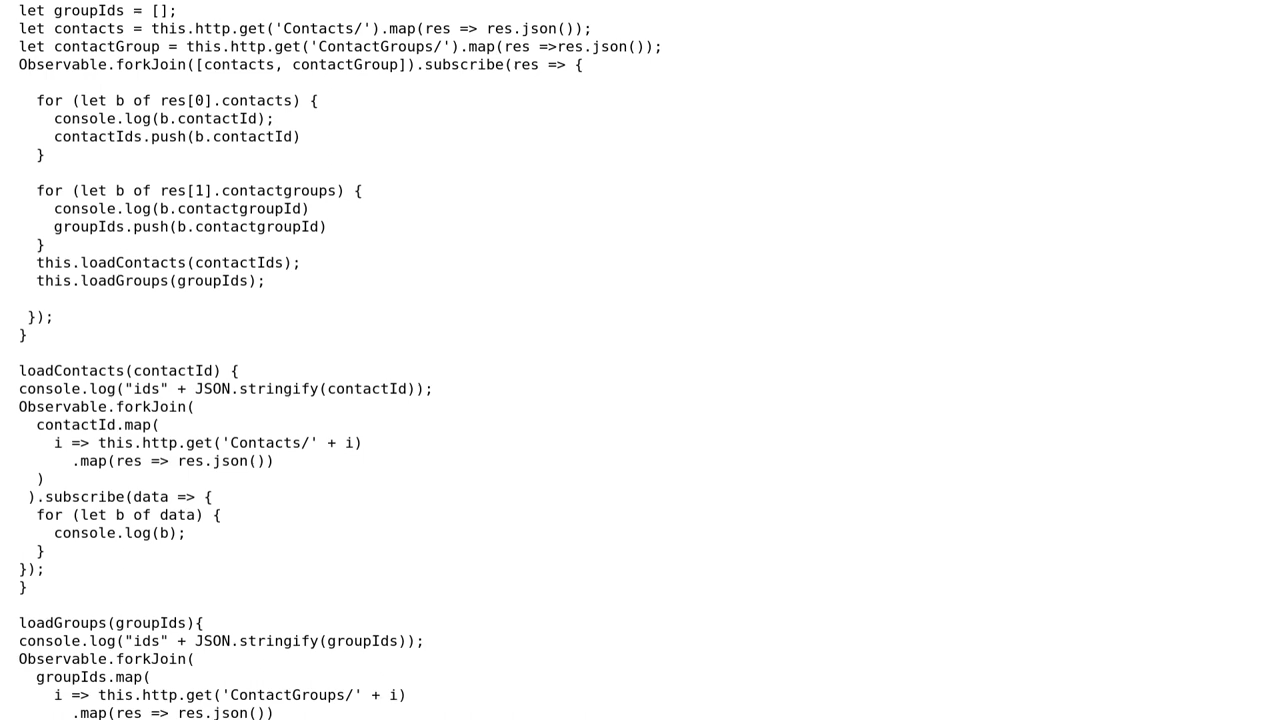 let groupIds = [];
let contacts = this.http.get('Contacts/').map(res => res.json());
let contactGroup = this.http.get('ContactGroups/').map(res =>res.json());
Observable.forkJoin([contacts, contactGroup]).subscribe(res => {
for (let b of res[0].contacts) {
console.log(b.contactId);
contactIds.push(b.contactId)
}
for (let b of res[1].contactgroups) {
console.log(b.contactgroupId)
groupIds.push(b.contactgroupId)
}
this.loadContacts(contactIds);
this.loadGroups(groupIds);
});
}
loadContacts(contactId) {
console.log("ids" + JSON.stringify(contactId));
Observable.forkJoin(
contactId.map(
i => this.http.get('Contacts/' + i)
.map(res => res.json())
)
).subscribe(data => {
for (let b of data) {
console.log(b);
}
});
}
loadGroups(groupIds){
console.log("ids" + JSON.stringify(groupIds));
Observable.forkJoin(
groupIds.map(
i => this.http.get('ContactGroups/' + i)
.map(res => res.json())